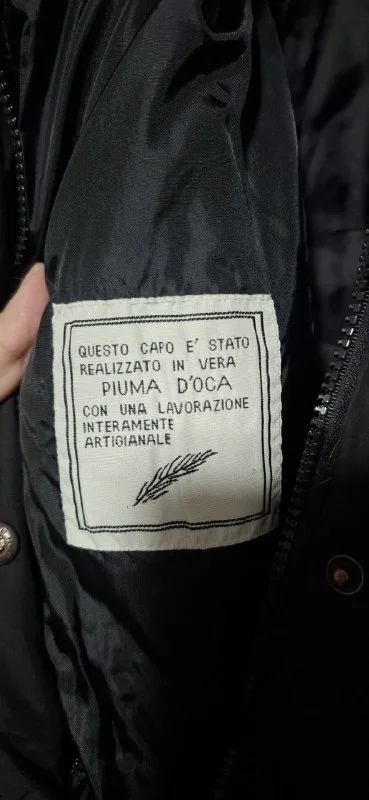 QUESTO CAPO E' STATO
REALIZZATO IN VERA
PIUMA D'OCA
CON UNA LAVORAZIONE
INTERAMENTE
ARTIGIANALE